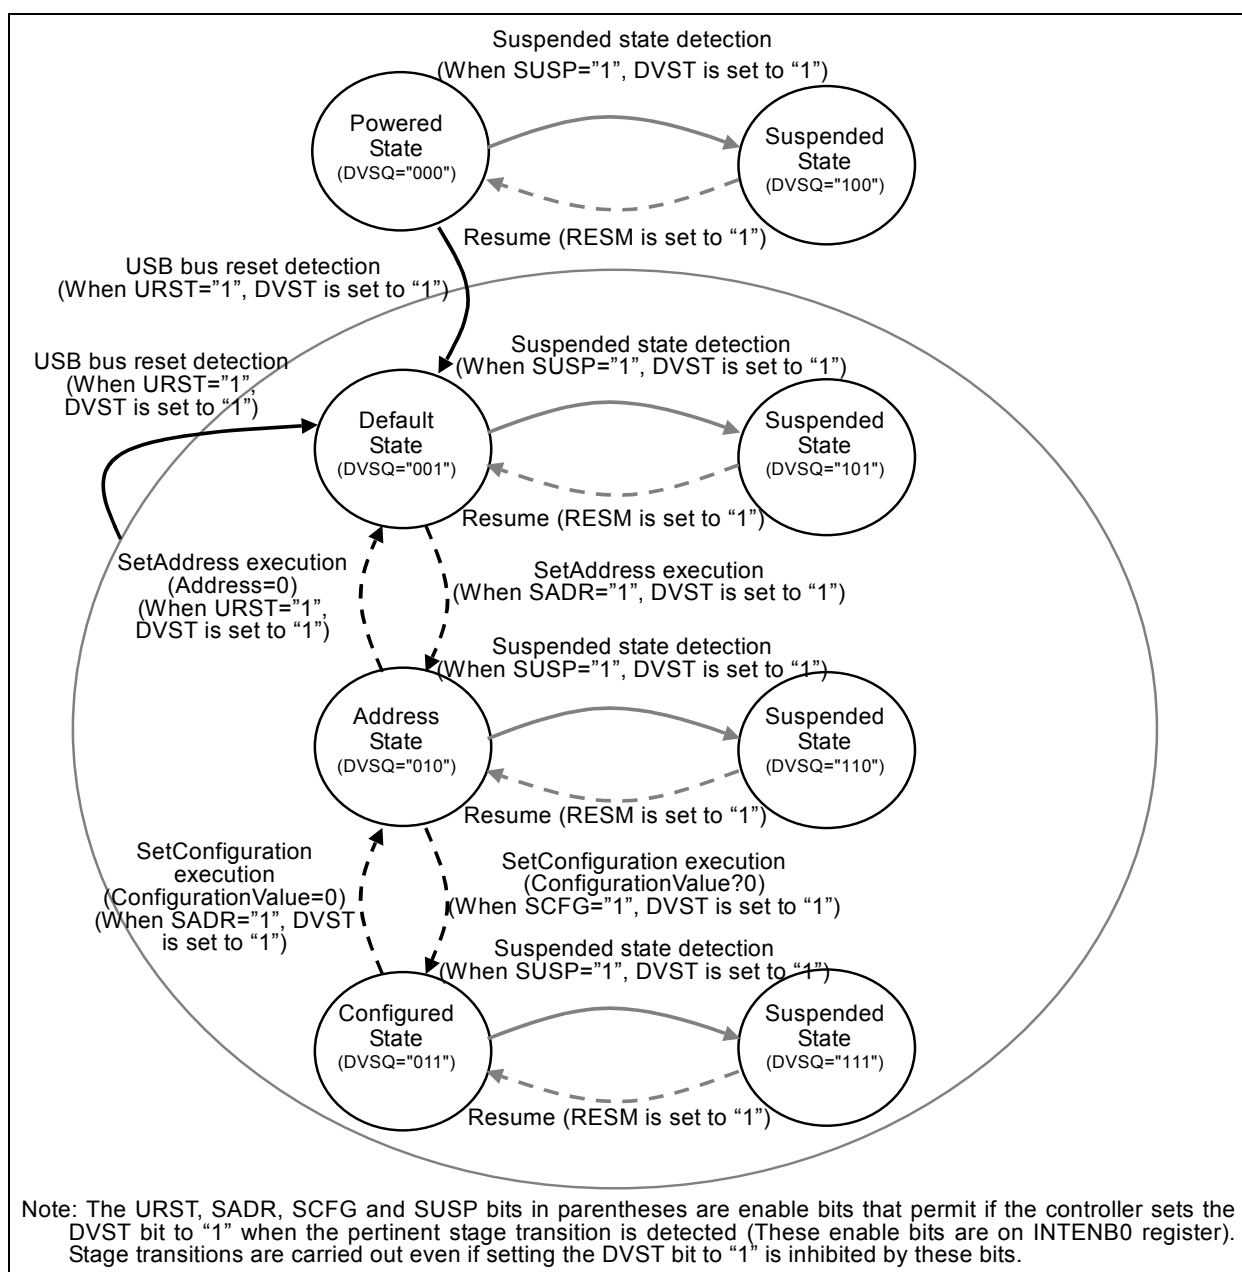 Suspended state detection
(When SUSP=”1”, DVST is set to “1”)
Powered
State
(DVSQ="000")
Suspended
State
(DVSQ="100")
Resume (RESM is set to “1”)
USB bus reset detection
(When URST=”1”, DVST is set to “1”)
USB bus reset detection
(When URST=”1”,
DVST is set to “1”)
Suspended state detection
(When SUSP=”1”, DVST is set to “1”)
Default
State
(DVSQ="001")
Suspended
State
(DVSQ="101")
Resume (RESM is set to “1”)
SetAddress execution
(Address=0)
(When URST=”1”,
DVST is set to “1”)
SetAddress execution
(When SADR=”1”, DVST is set to “1”)
Suspended state detection
(When SUSP=”1”, DVST is set to “1”)
Address
State
(DVSQ="010")
Suspended
State
(DVSQ="110")
Resume (RESM is set to “1”)
SetConfiguration
execution
(ConfigurationValue=0)
(When SADR=”1”, DVST
is set to “1”)
SetConfiguration execution
(ConfigurationValue?0)
(When SCFG=”1”, DVST is set to “1”)
Suspended state detection
(When SUSP=”1”, DVST is set to “1”)
Configured
State
(DVSQ="011")
Suspended
State
(DVSQ="111")
Resume (RESM is set to “1”)
Note: The URST, SADR, SCFG and SUSP bits in parentheses are enable bits that permit if the controller sets the
DVST bit to “1” when the pertinent stage transition is detected (These enable bits are on INTENB0 register).
Stage transitions are carried out even if setting the DVST bit to “1” is inhibited by these bits.